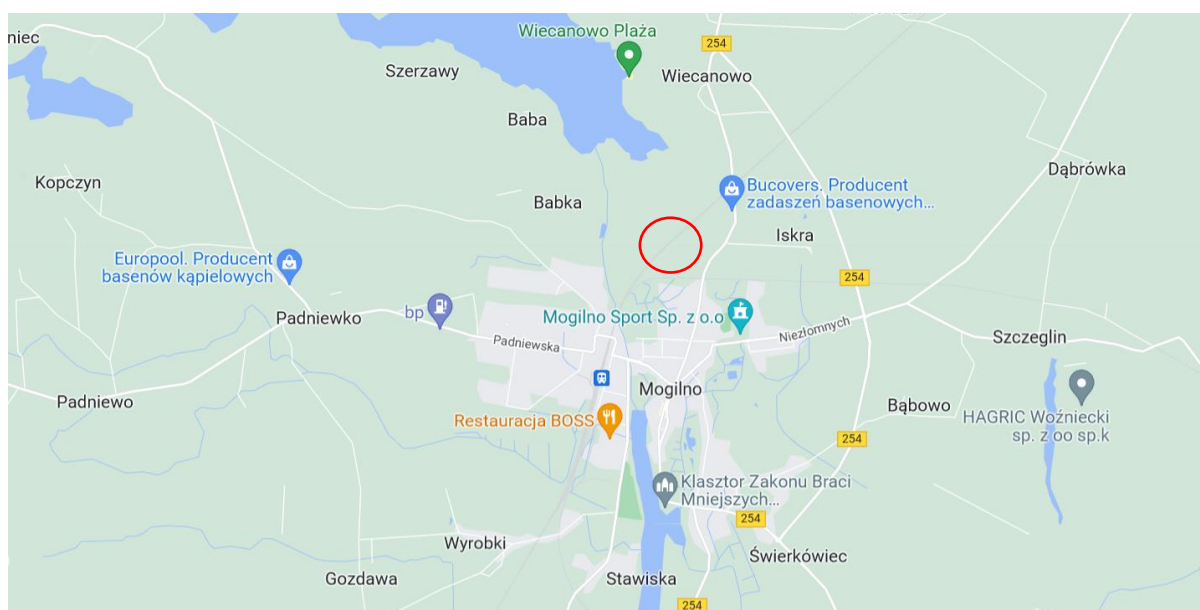 Wiecanowo Plaża
niec
254
Szerzawy
Wiecanowo
Baba
Dąbrówka
Kopczyn
Bucovers. Producent
zadaszeń basenowych...
Babka
Iskra
Europool. Producent
basenów kąpielowych
254
bp
Padniewko
Mogilno Sport Sp. z o.o
Niezłomnych
Padniewska
Szczeglin
Mogilno
Padniewo
Bąbowo
Restauracja BOSS
HAGRIC Woźniecki
sp. z oo sp.k
254
Klasztor Zakonu Braci
Mniejszych...
254
Wyrobki
Świerkówiec
Gozdawa
Stawiska
254